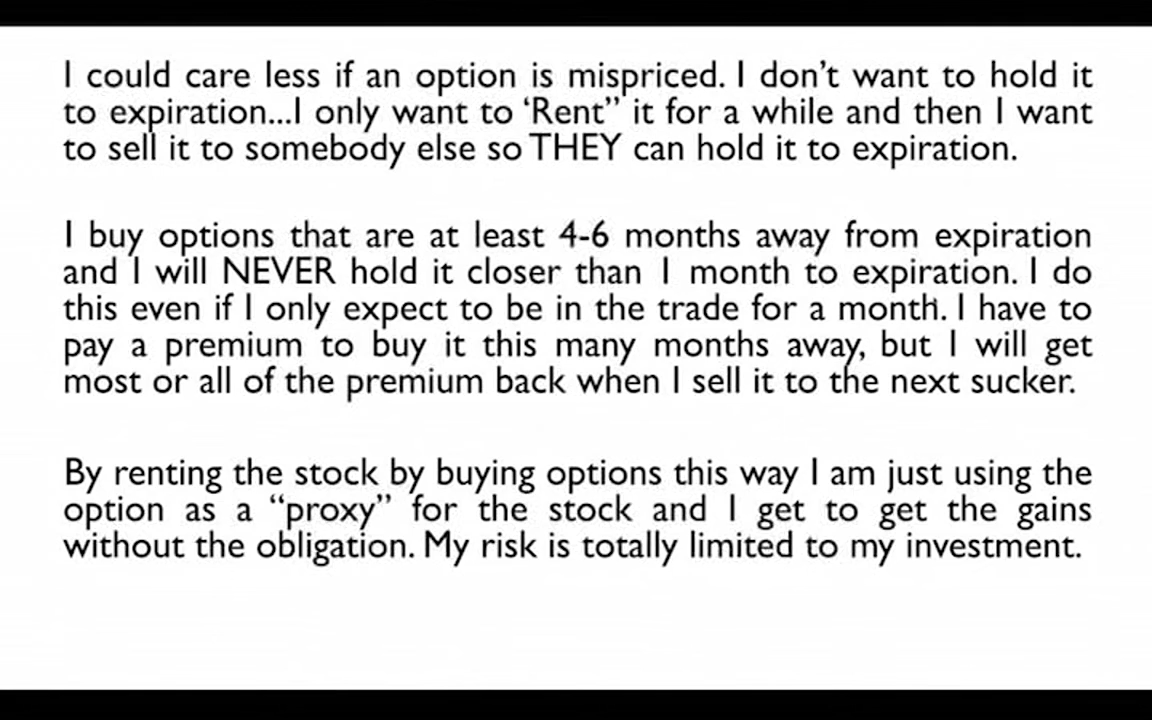 I could care less if an option is mispriced. I don’t want to hold it
to expiration...I only want to ‘Rent” it for a while and then I want
to sell it to somebody else so THEY can hold it to expiration.
I buy options that are at least 4-6 months away from expiration
and I will NEVER hold it closer than 1 month to expiration. I do
this even if I only expect to be in the trade for a month. I have to
pay a premium to buy it this many months away, but I will get
most or all of the premium back when I sell it to the next sucker.
By renting the stock by buying options this way I am just using the
option as a “proxy” for the stock and I get to get the gains
without the obligation. My risk is totally limited to my investment.